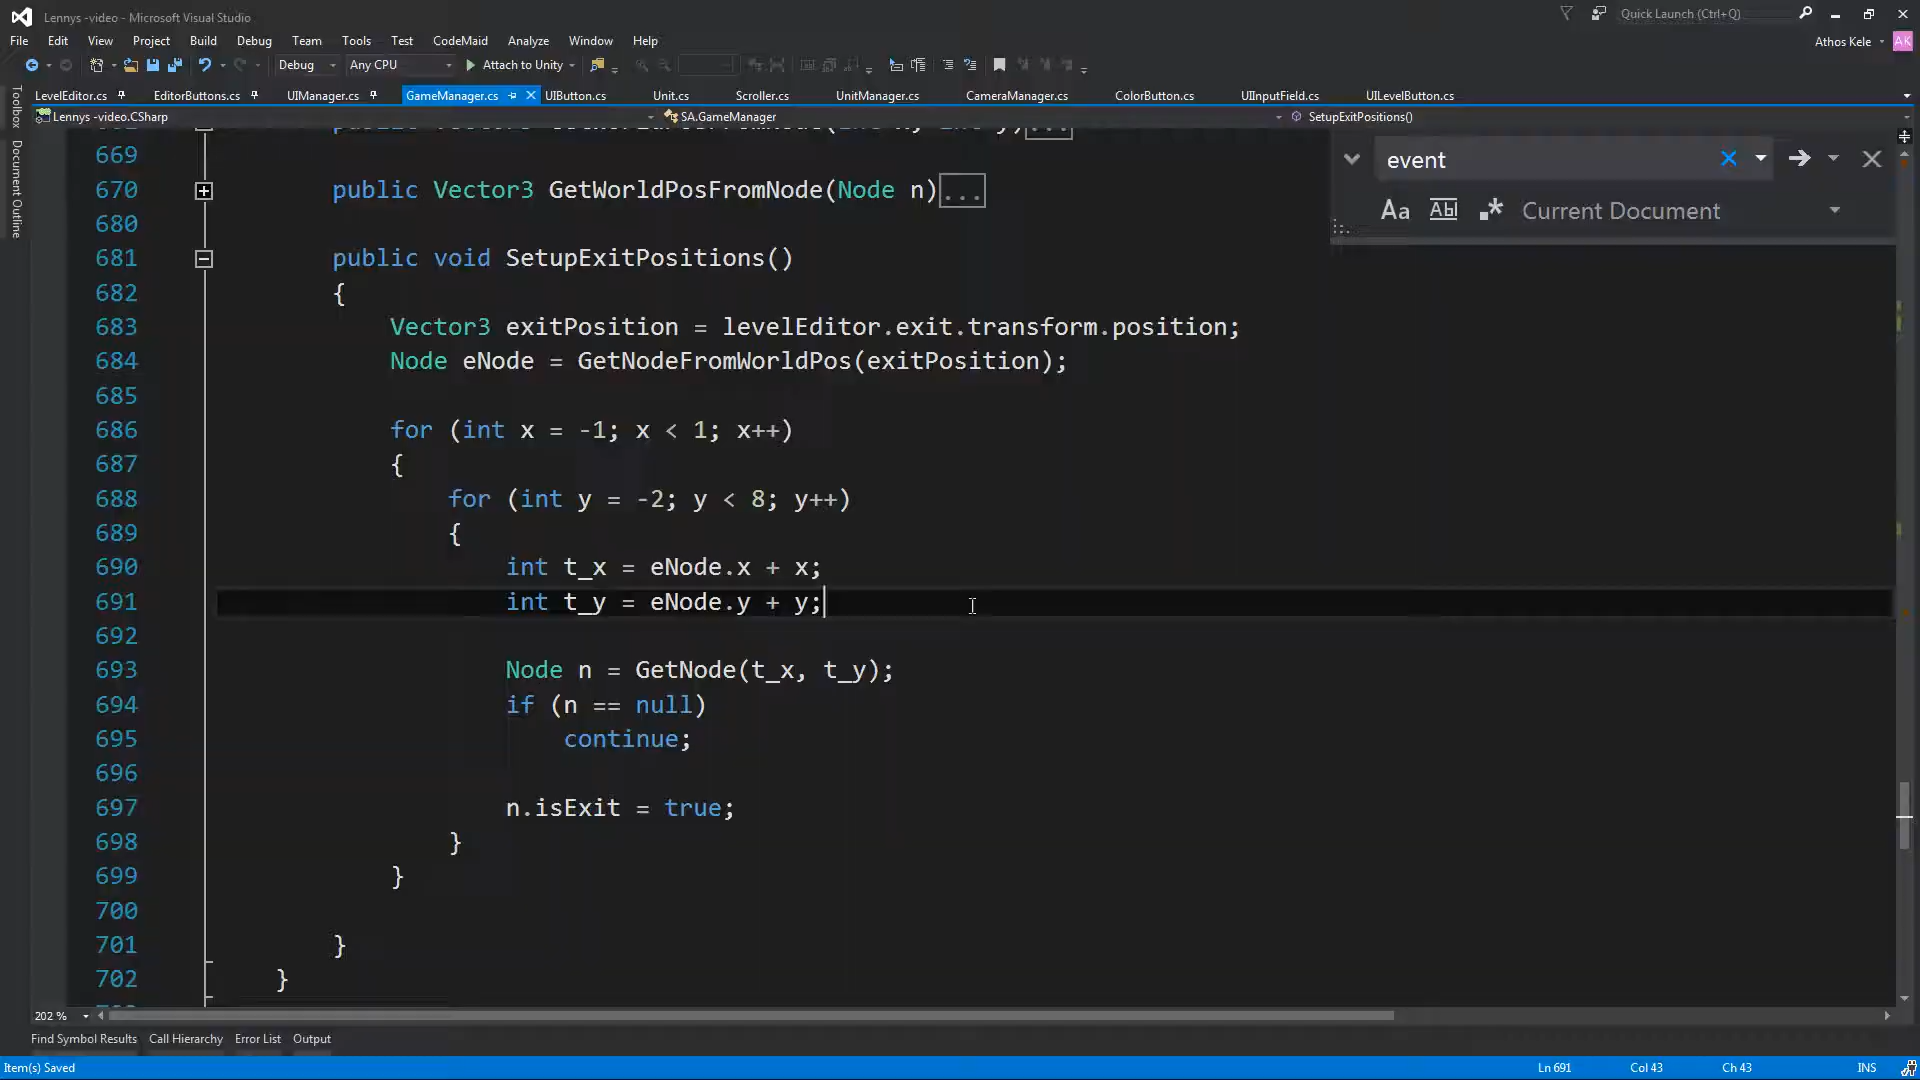 Lennys -video - Microsoft Visual Studio
Quick Launch (Ctrl+Q)
File Edit View Project Build Debug Team Tools Test CodeMaid Analyze Window Help
Athos Kele AK
Debug Any CPU Attach to Unity
LevelEditor.cs EditorButtons.cs UIManager.cs GameManager.cs UIButton.cs Unit.cs Scroller.cs UnitManager.cs CameraManager.cs ColorButton.cs UIInputField.cs UILevelButton.cs
Toolbox
Document Outline
Lennys -video.CSharp SA.GameManager SetupExitPositions()
event
Aa Abl .* Current Document
669
670 public Vector3 GetWorldPosFromNode(Node n)...
680
681 public void SetupExitPositions()
682 {
683 Vector3 exitPosition = levelEditor.exit.transform.position;
684 Node eNode = GetNodeFromWorldPos(exitPosition);
685
686 for (int x = -1; x < 1; x++)
687 {
688 for (int y = -2; y < 8; y++)
689 {
690 int t_x = eNode.x + x;
691 int t_y = eNode.y + y;
692
693 Node n = GetNode(t_x, t_y);
694 if (n == null)
695 continue;
696
697 n.isExit = true;
698 }
699 }
700
701 }
702 }
202 %
Find Symbol Results Call Hierarchy Error List Output
Item(s) Saved Ln 691 Col 43 Ch 43 INS